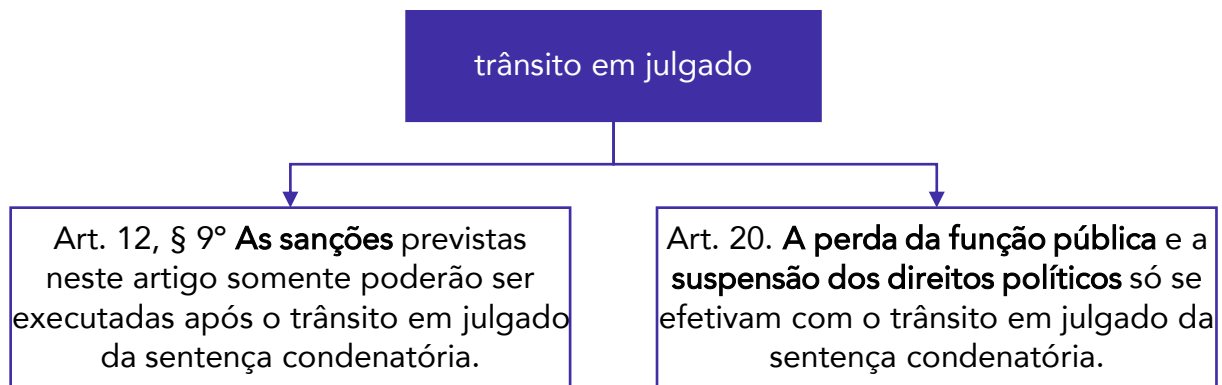 trânsito em julgado
Art. 12, § 9º As sanções previstas
neste artigo somente poderão ser
executadas após o trânsito em julgado
da sentença condenatória.
Art. 20. A perda da função pública e a
suspensão dos direitos políticos só se
efetivam com o trânsito em julgado da
sentença condenatória.